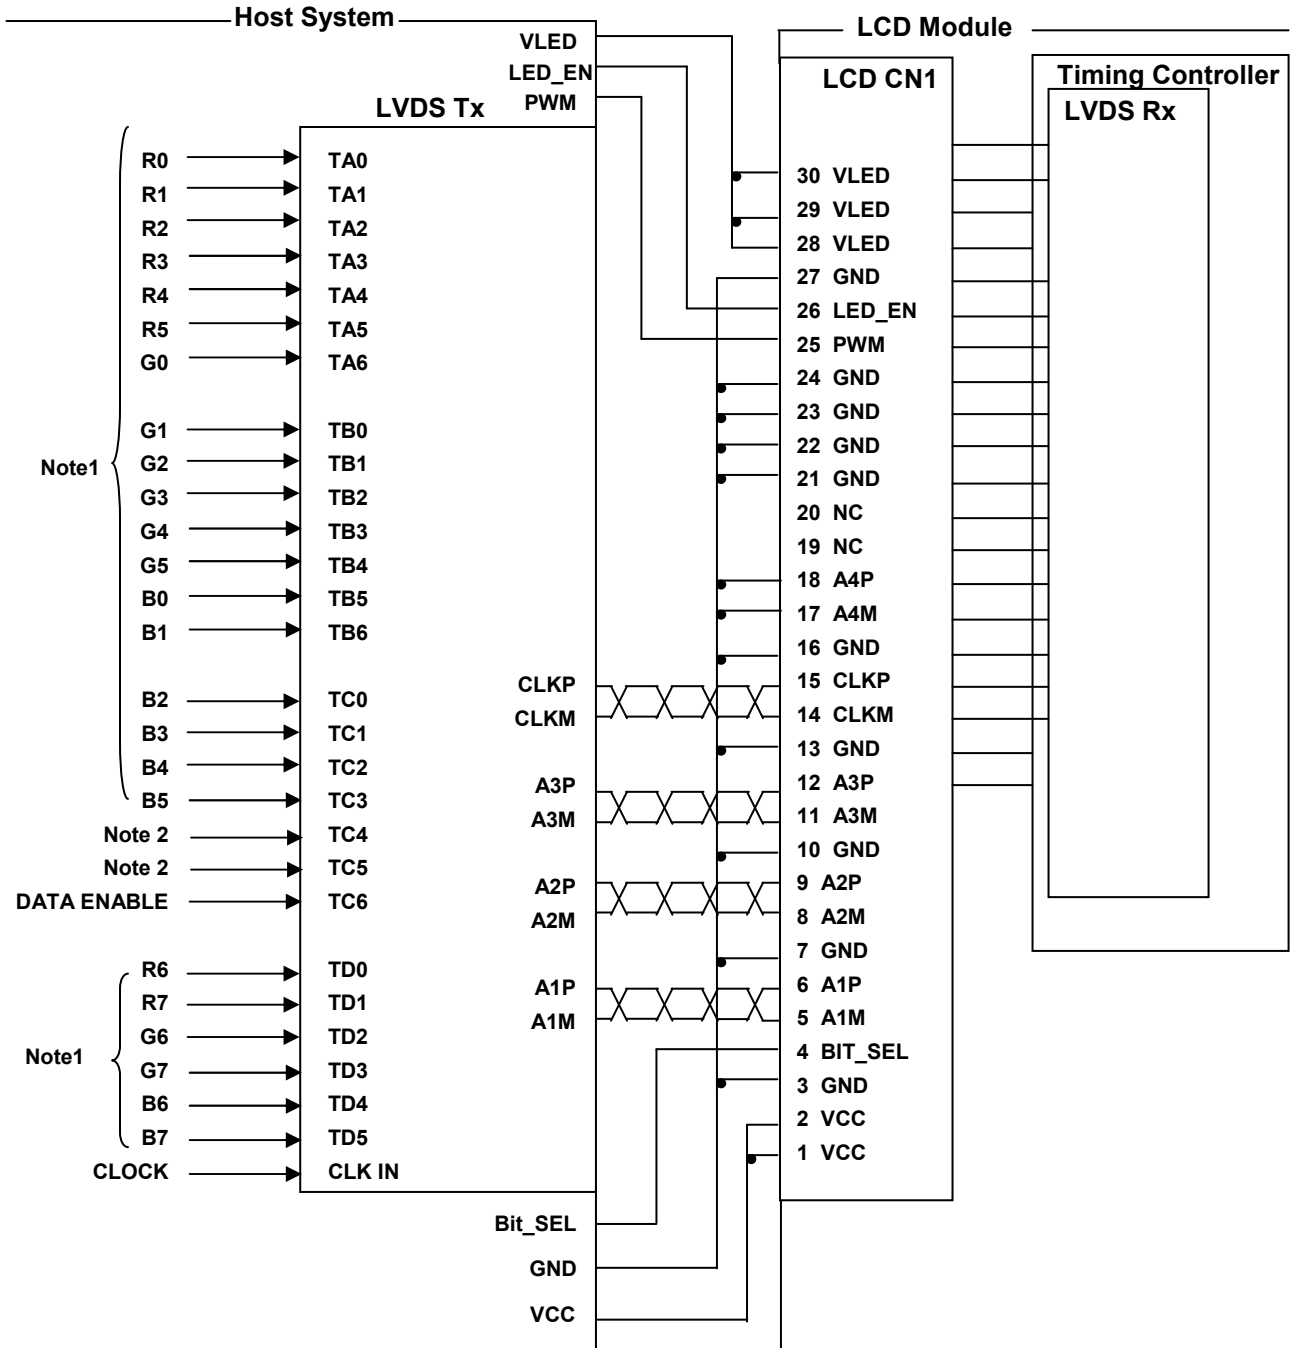 Host System
LCD Module
VLED
LED_EN
PWM
LVDS Tx
LCD CN1
Timing Controller
LVDS Rx
Note1
R0 TA0
R1 TA1
R2 TA2
R3 TA3
R4 TA4
R5 TA5
G0 TA6
G1 TB0
G2 TB1
G3 TB2
G4 TB3
G5 TB4
B0 TB5
B1 TB6
B2 TC0
B3 TC1
B4 TC2
B5 TC3
Note 2 TC4
Note 2 TC5
DATA ENABLE TC6
Note1
R6 TD0
R7 TD1
G6 TD2
G7 TD3
B6 TD4
B7 TD5
CLOCK CLK IN
CLKP
CLKM
A3P
A3M
A2P
A2M
A1P
A1M
Bit_SEL
GND
VCC
30 VLED
29 VLED
28 VLED
27 GND
26 LED_EN
25 PWM
24 GND
23 GND
22 GND
21 GND
20 NC
19 NC
18 A4P
17 A4M
16 GND
15 CLKP
14 CLKM
13 GND
12 A3P
11 A3M
10 GND
9 A2P
8 A2M
7 GND
6 A1P
5 A1M
4 BIT_SEL
3 GND
2 VCC
1 VCC